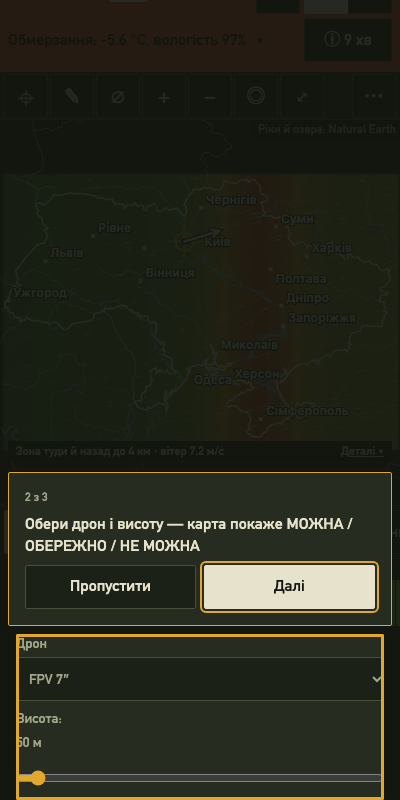 Обмерзання: -5.6 °C, вологість 97%
ⓘ 9 хв
Ріки й озера: Natural Earth
Чернігів
Суми
Рівне
Київ
Львів
Харків
Вінниця
Полтава
Ужгород
Дніпро
Запоріжжя
Миколаїв
Одеса
Херсон
Сімферополь
Зона туди й назад до 4 км · вітер 7.2 м/с
Деталі
2 з 3
Обери дрон і висоту — карта покаже МОЖНА /
ОБЕРЕЖНО / НЕ МОЖНА
Пропустити
Далі
Дрон
FPV 7″
Висота:
50 м